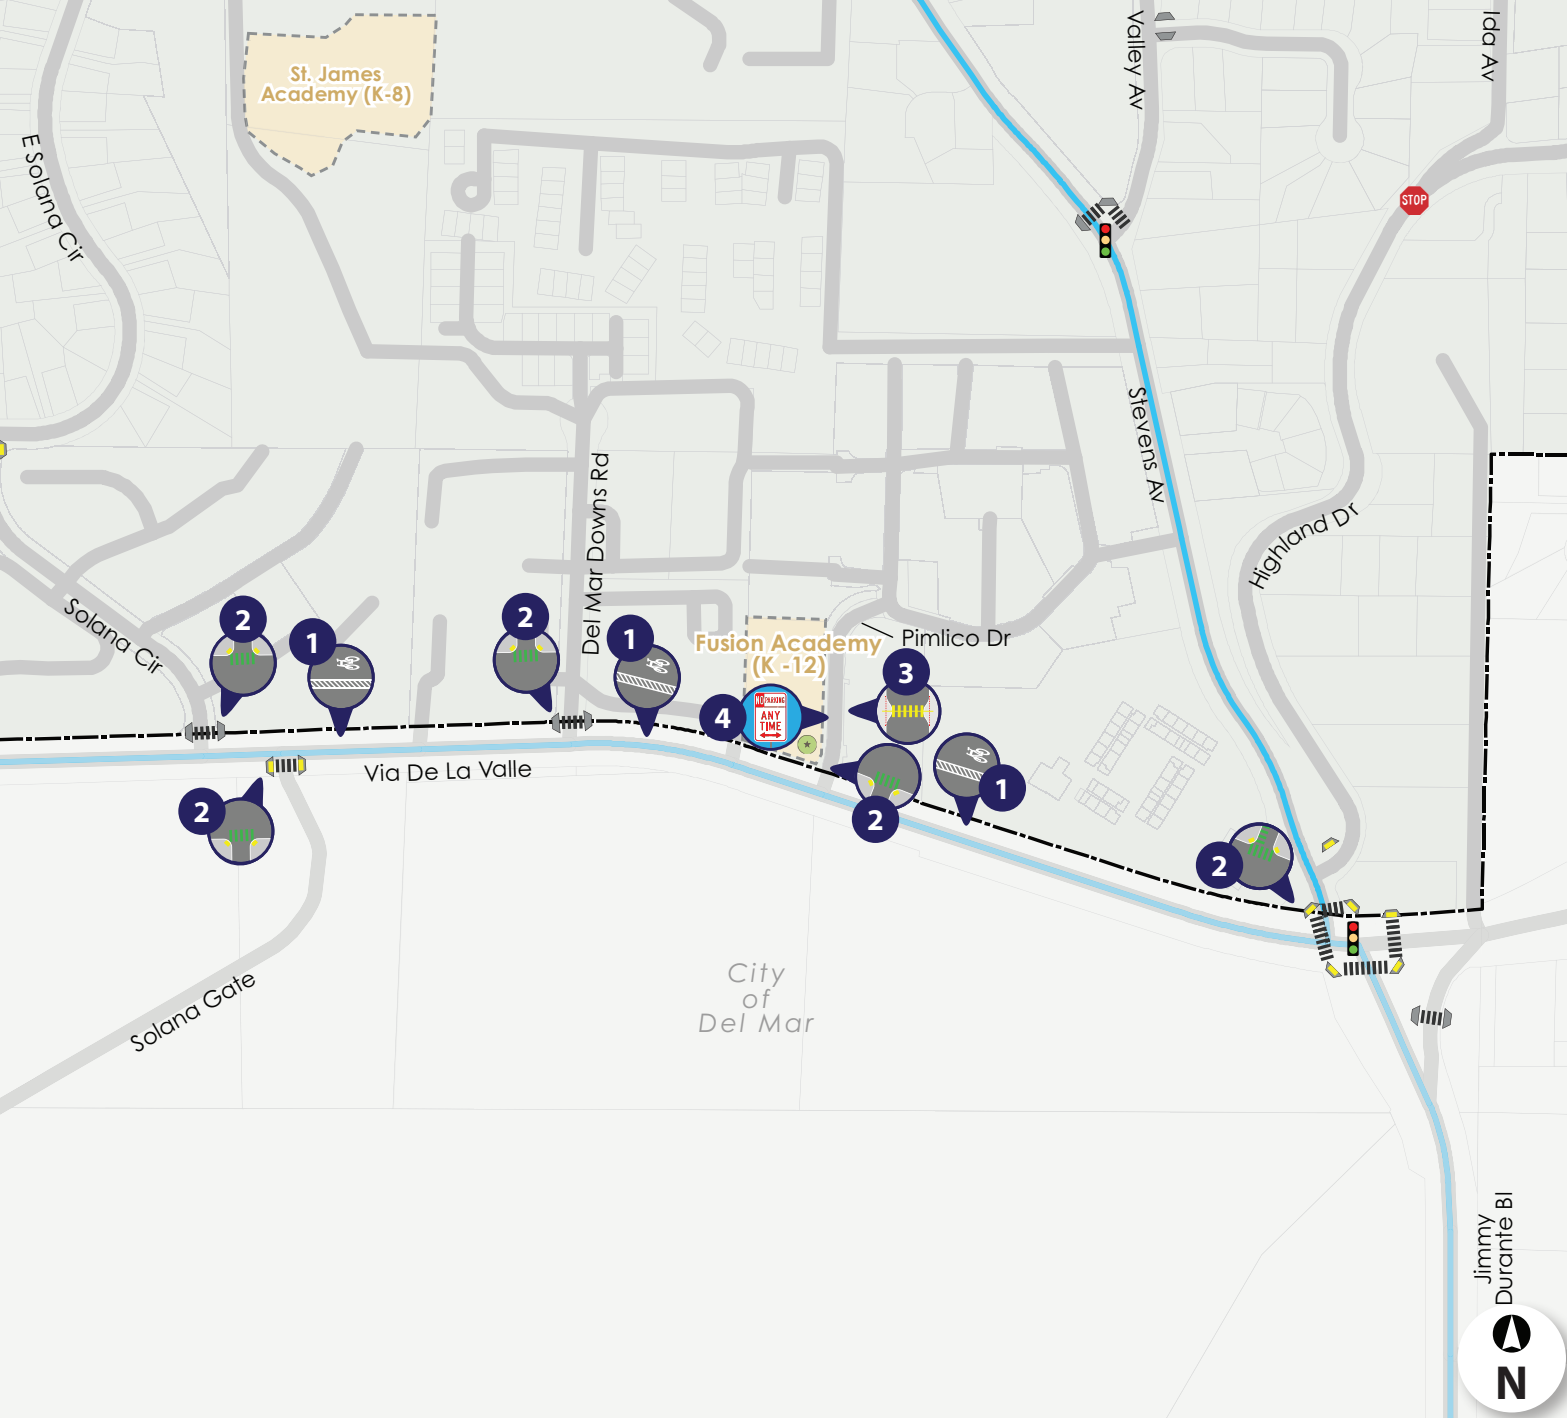 Valley Av
Ida Av
St. James
Academy (K-8)
E Solana Cir
STOP
Stevens Av
Del Mar Downs Rd
Highland Dr
Solana Cir
2
1
2
1
Fusion Academy
(K -12)
Pimlico Dr
3
4
NO PARKING
ANY
TIME
Via De La Valle
1
2
2
2
City
of
Del Mar
Solana Gate
Jimmy
Durante Bl
N